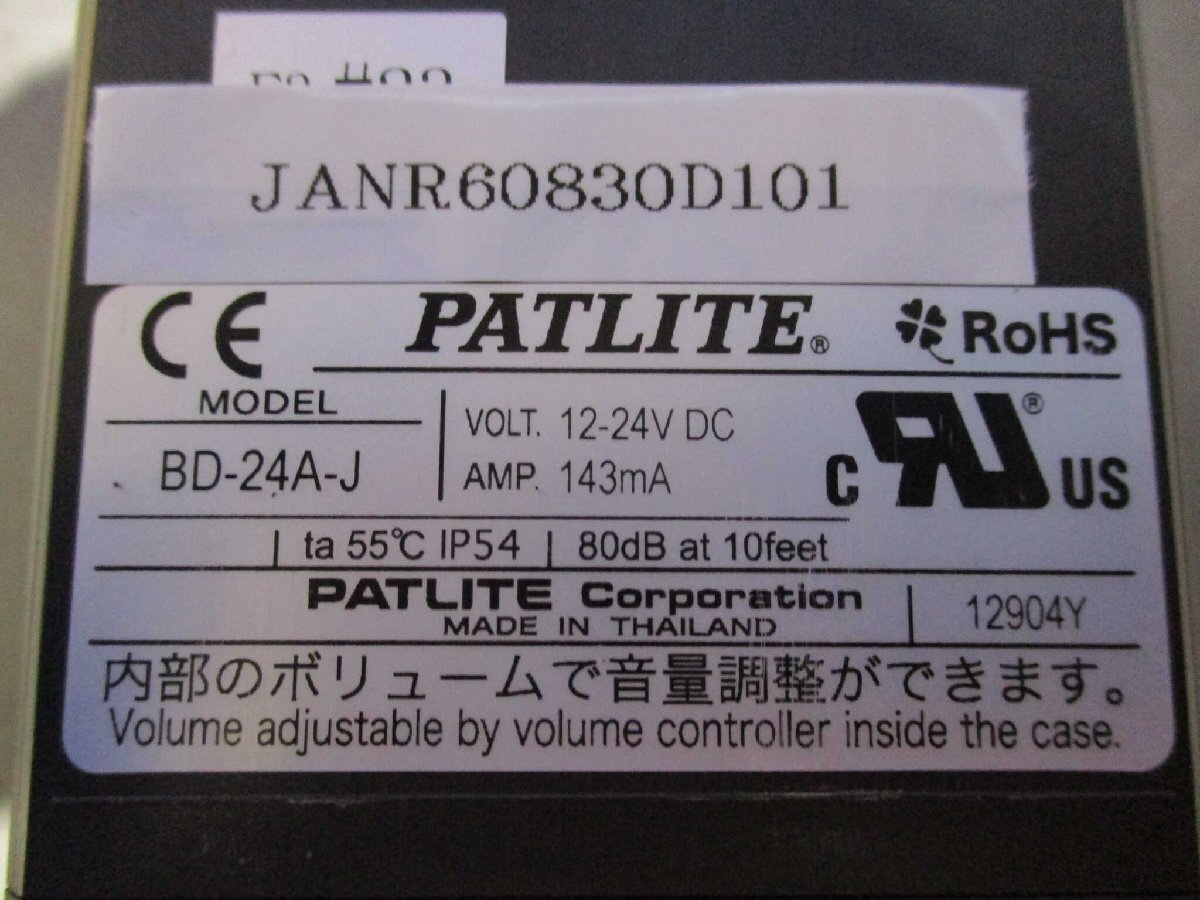 JANR60830D101
CE PATLITE® RoHS
MODEL
BD-24A-J
VOLT. 12-24V DC
AMP. 143mA
C RU® US
ta 55℃ IP54 80dB at 10feet
PATLITE Corporation
MADE IN THAILAND
12904Y
内部のボリュームで音量調整ができます。
Volume adjustable by volume controller inside the case.